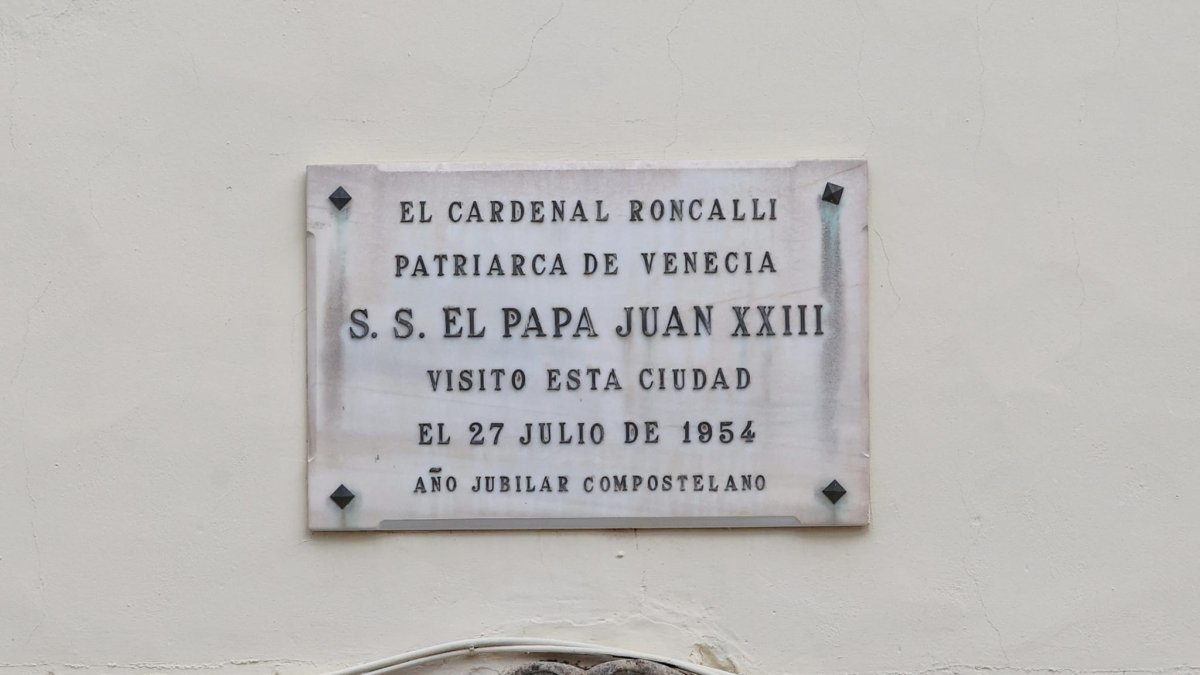 EL CARDENAL RONCALLI
PATRIARCA DE VENECIA
S. S. EL PAPA JUAN XXIII
VISITO ESTA CIUDAD
EL 27 JULIO DE 1954
AÑO JUBILAR COMPOSTELANO